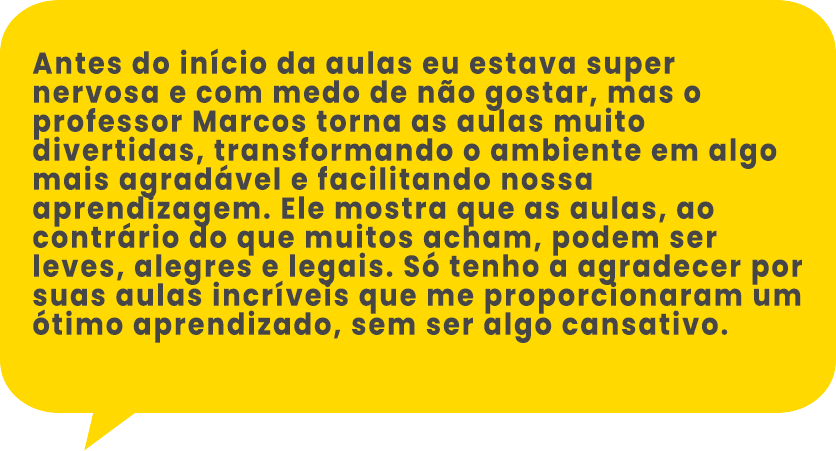 Antes do início da aulas eu estava super
nervosa e com medo de não gostar, mas o
professor Marcos torna as aulas muito
divertidas, transformando o ambiente em algo
mais agradável e facilitando nossa
aprendizagem. Ele mostra que as aulas, ao
contrário do que muitos acham, podem ser
leves, alegres e legais. Só tenho a agradecer por
suas aulas incríveis que me proporcionaram um
ótimo aprendizado, sem ser algo cansativo.